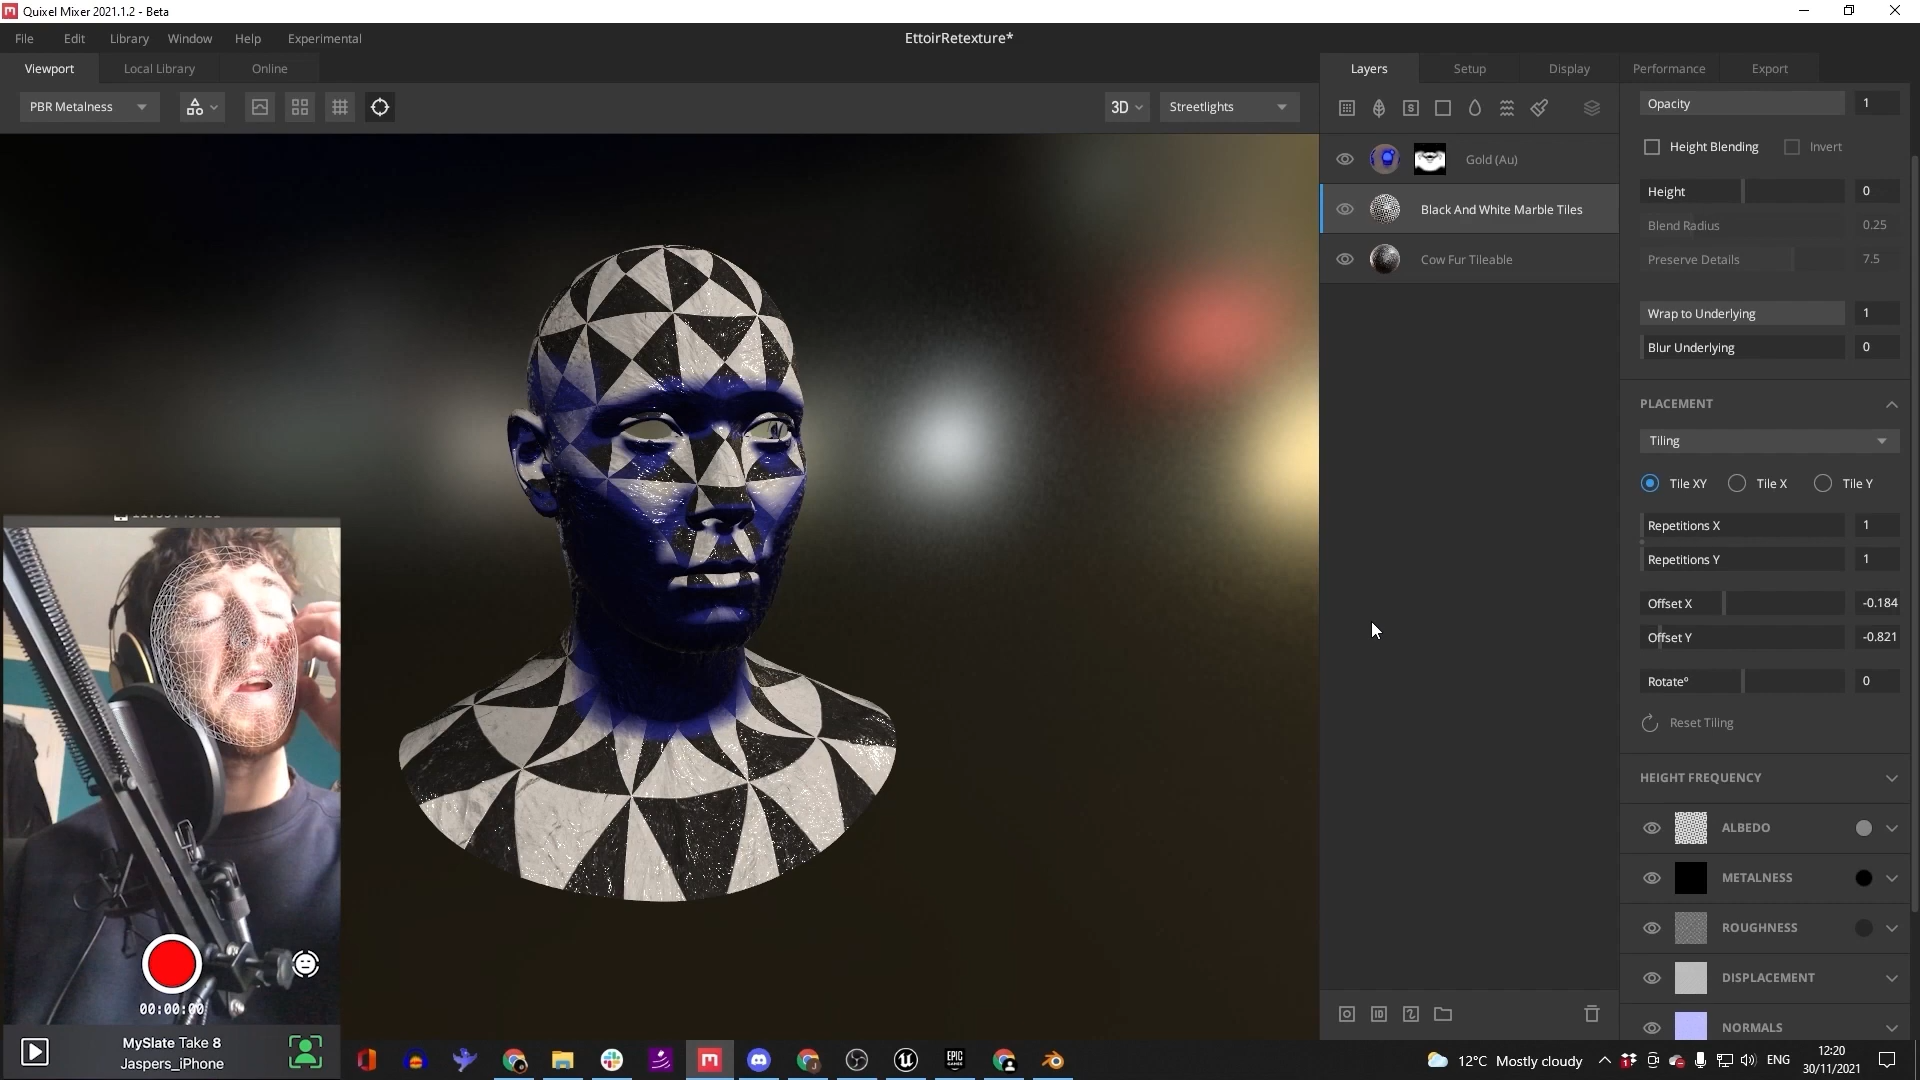 Quixel Mixer 2021.1.2 - Beta
File Edit Library Window Help Experimental
EttoirRetexture*
Viewport Local Library Online
Layers Setup Display Performance Export
PBR Metalness
3D
Streetlights
Opacity 1
Height Blending Invert
Gold (Au)
Height 0
Black And White Marble Tiles
Blend Radius 0.25
Cow Fur Tileable
Preserve Details 7.5
Wrap to Underlying 1
Blur Underlying 0
PLACEMENT
Tiling
Tile XY Tile X Tile Y
Repetitions X 1
Repetitions Y 1
Offset X -0.184
Offset Y -0.821
Rotate° 0
Reset Tiling
HEIGHT FREQUENCY
ALBEDO
METALNESS
ROUGHNESS
DISPLACEMENT
NORMALS
00:00:00
MySlate Take 8
Jaspers_iPhone
EPIC
GAMES
12°C Mostly cloudy
ENG
12:20
30/11/2021